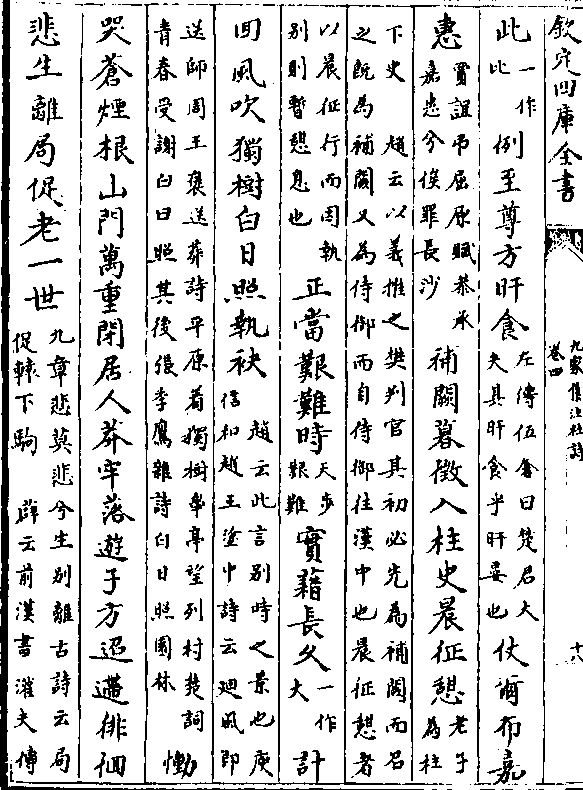 欽定四庫全書
九家集注杜詩
卷四
十八
此
一作
比
例至尊方旰食
左傳伍奢曰楚君大
夫其旰食乎旰晏也
仗爾布嘉
惠
賈誼弔屈原賦恭承
嘉惠兮俟罪長沙
補闕暮徵入柱史晨征憩
老子
為柱
下史　趙云以義推之樊判官其初必先為補闕而召
之既為補闕又為侍御而自侍御往漢中也晨征憩者
以晨征行而因執
別則暫憩息也
正當艱難時
天步
艱難
實藉長久
一作
大
計
回風吹獨樹白日照執袂
趙云此言別時之景也庾
信和趙王塗中詩云迴風即
送師周王褒送葬詩平原看獨樹皐亭望列村楚詞
青春受謝白日照其後張李鷹雜詩白日照園林
慟
哭蒼煙根山門萬重閉居人莽牢落遊子方迢遰徘徊
悲生離局促老一世
九章悲莫悲兮生別離古詩云局
促轅下駒　薛云前漢書灌夫傳